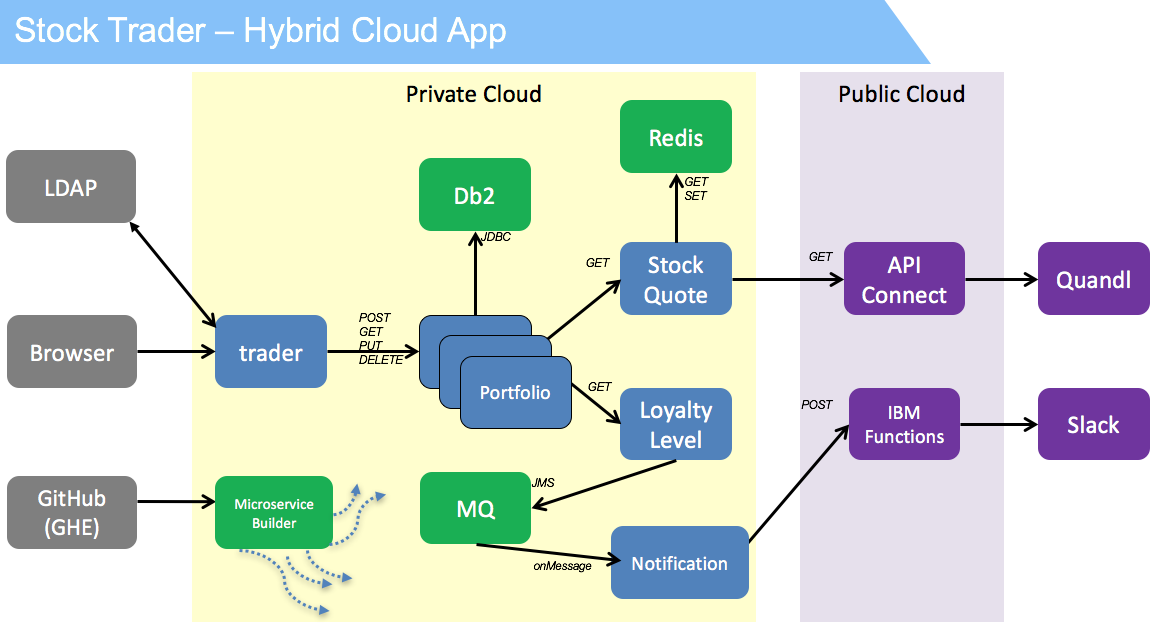 Stock Trader – Hybrid Cloud App
Private Cloud
Public Cloud
LDAP
Browser
GitHub
(GHE)
trader
Microservice
Builder
POST
GET
PUT
DELETE
Db2
JDBC
Portfolio
MQ
JMS
onMessage
Redis
GET
SET
GET
Stock
Quote
GET
Loyalty
Level
Notification
GET
API
Connect
POST
IBM
Functions
Quandl
Slack